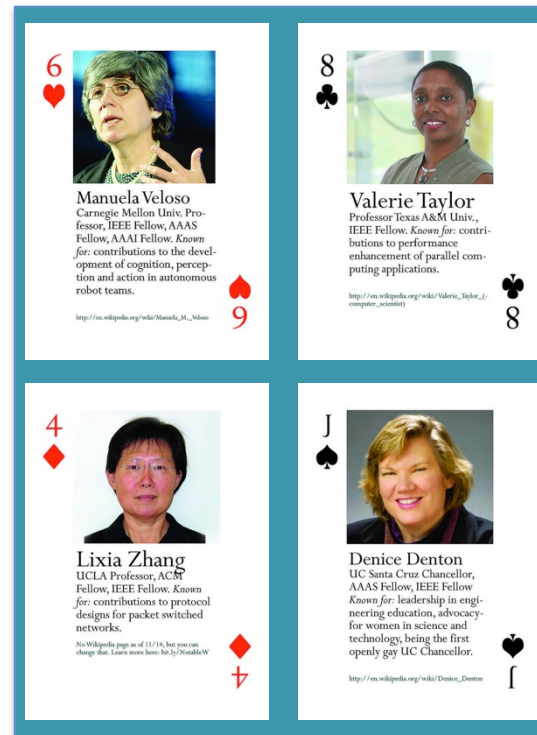 6
Manuela Veloso
Carnegie Mellon Univ. Pro-
fessor, IEEE Fellow, AAAS
Fellow, AAAI Fellow. Known
for: contributions to the devel-
opment of cognition, percep-
tion and action in autonomous
robot teams.
http://en.wikipedia.org/wiki/Manuela_M._Veloso
6
8
Valerie Taylor
Professor Texas A&M Univ.,
IEEE Fellow. Known for: contri-
butions to performance
enhancement of parallel com-
puting applications.
http://en.wikipedia.org/wiki/Valerie_Taylor_(-
computer_scientist)
8
4
Lixia Zhang
UCLA Professor, ACM
Fellow, IEEE Fellow. Known
for: contributions to protocol
designs for packet switched
networks.
No Wikipedia page as of 11/14, but you can
change that. Learn more here: bit.ly/NotableW
4
J
Denice Denton
UC Santa Cruz Chancellor,
AAAS Fellow, IEEE Fellow
Known for: leadership in engi-
neering education, advocacy-
for women in science and
technology, being the first
openly gay UC Chancellor.
http://en.wikipedia.org/wiki/Denice_Denton
J